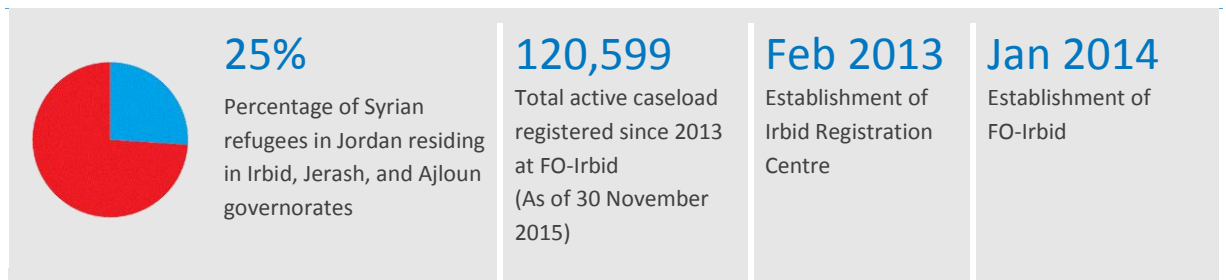 25%
Percentage of Syrian
refugees in Jordan residing
in Irbid, Jerash, and Ajloun
governorates
120,599
Total active caseload
registered since 2013
at FO-Irbid
(As of 30 November
2015)
Feb 2013
Establishment of
Irbid Registration
Centre
Jan 2014
Establishment of
FO-Irbid